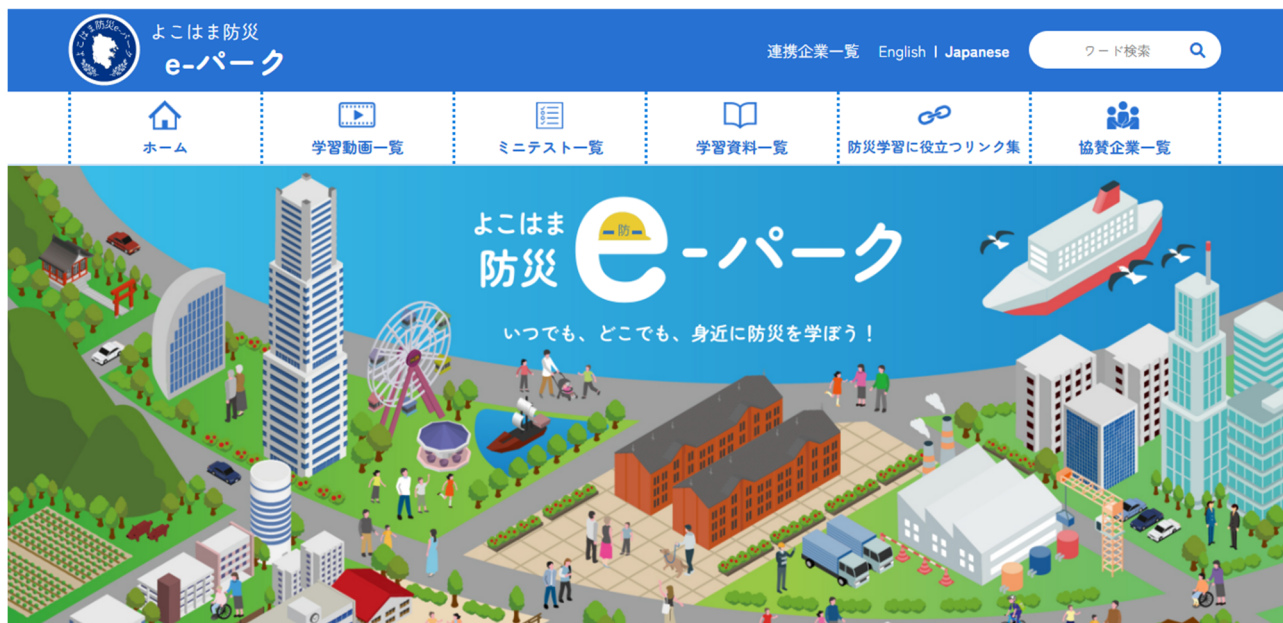 よこはま防災e-パーク
よこはま防災
e-パーク
連携企業一覧 English | Japanese ワード検索
ホーム 学習動画一覧 ミニテスト一覧 学習資料一覧 防災学習に役立つリンク集 協賛企業一覧
よこはま
防災 e-パーク
防
いつでも、どこでも、身近に防災を学ぼう！